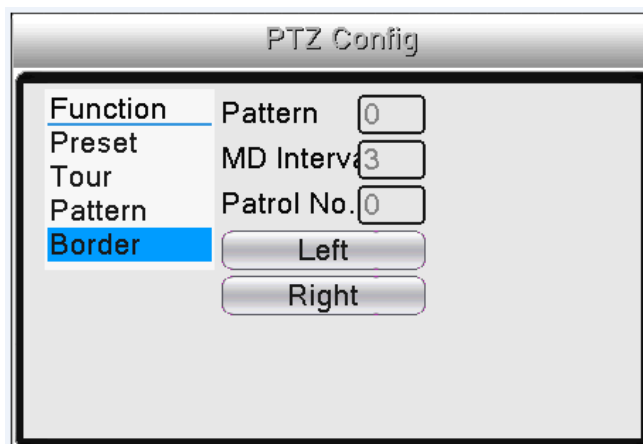 PTZ Config
Function
Preset
Tour
Pattern
Border
Pattern 0
MD Interva 3
Patrol No. 0
Left
Right